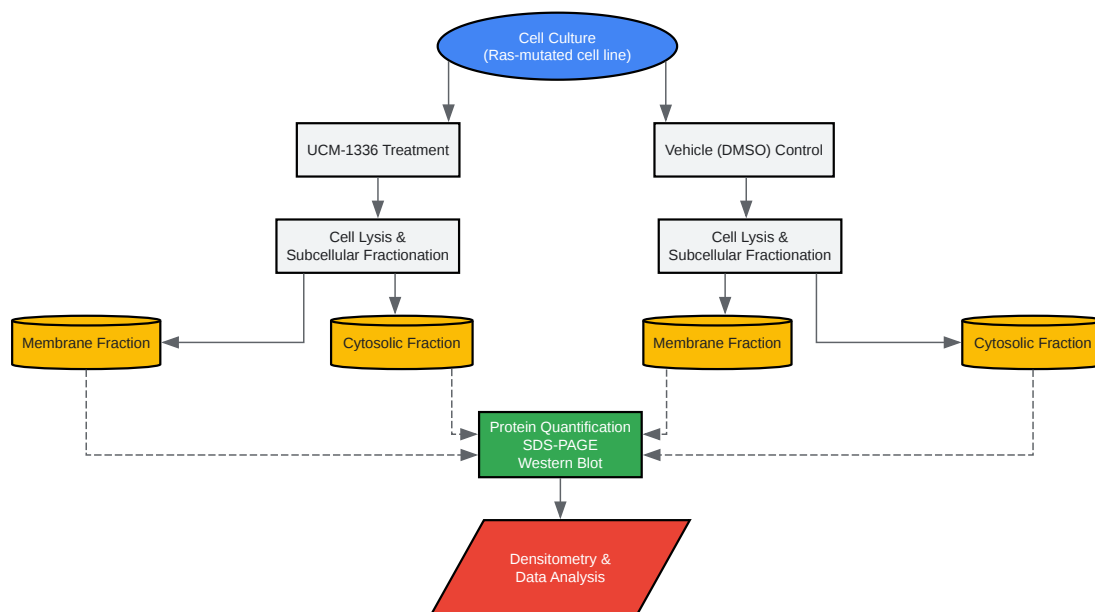 Cell Culture
(Ras-mutated cell line)
UCM-1336 Treatment
Vehicle (DMSO) Control
Cell Lysis &
Subcellular Fractionation
Cell Lysis &
Subcellular Fractionation
Membrane Fraction
Cytosolic Fraction
Membrane Fraction
Cytosolic Fraction
Protein Quantification
SDS-PAGE
Western Blot
Densitometry &
Data Analysis